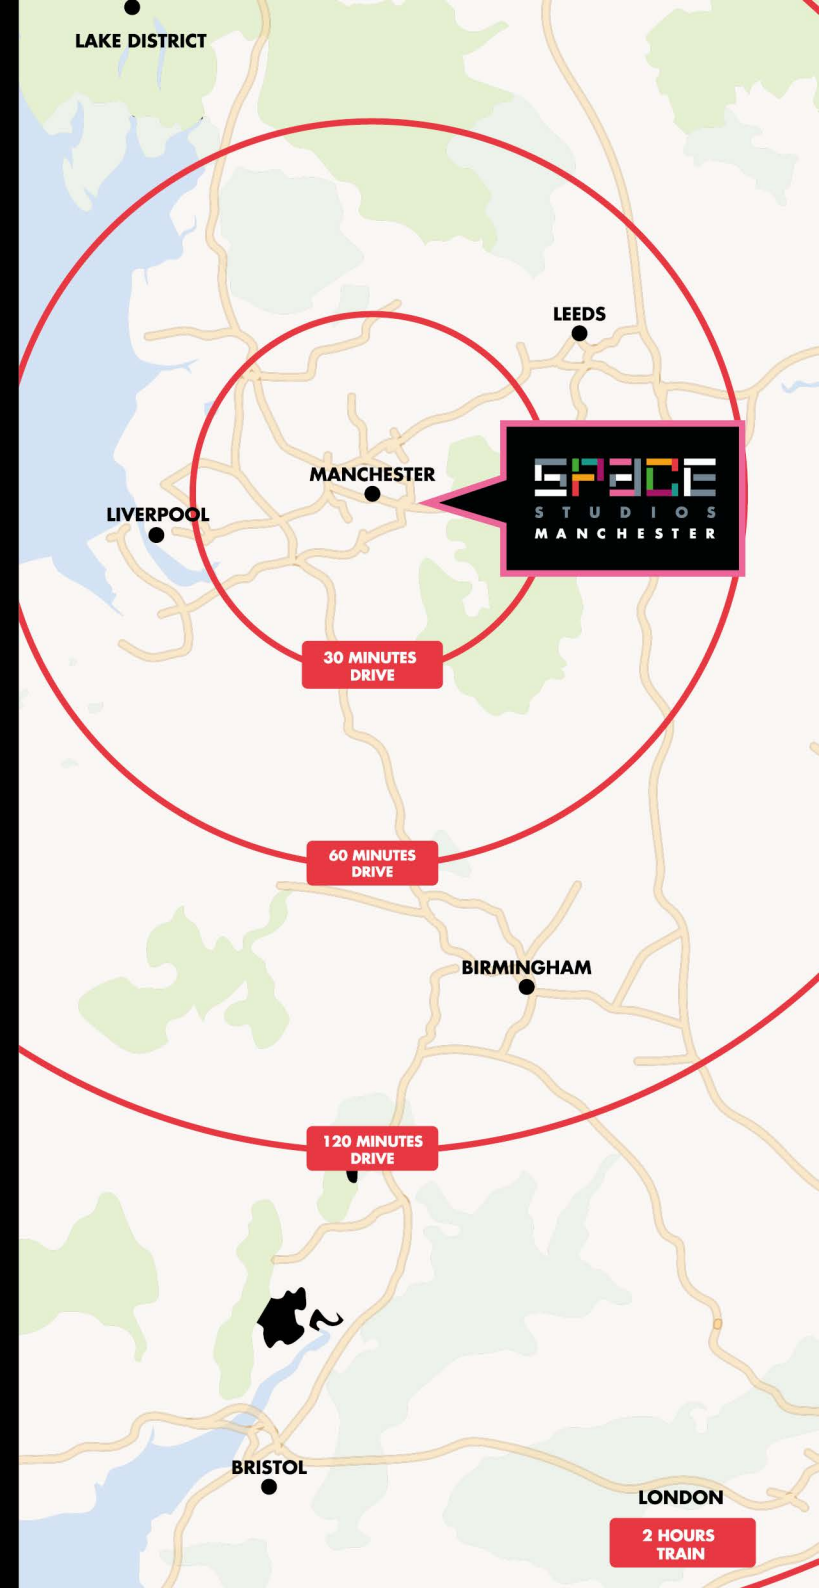 LAKE DISTRICT
LEEDS
MANCHESTER
SPACE
STUDIOS
MANCHESTER
LIVERPOOL
30 MINUTES
DRIVE
60 MINUTES
DRIVE
BIRMINGHAM
120 MINUTES
DRIVE
BRISTOL
LONDON
2 HOURS
TRAIN